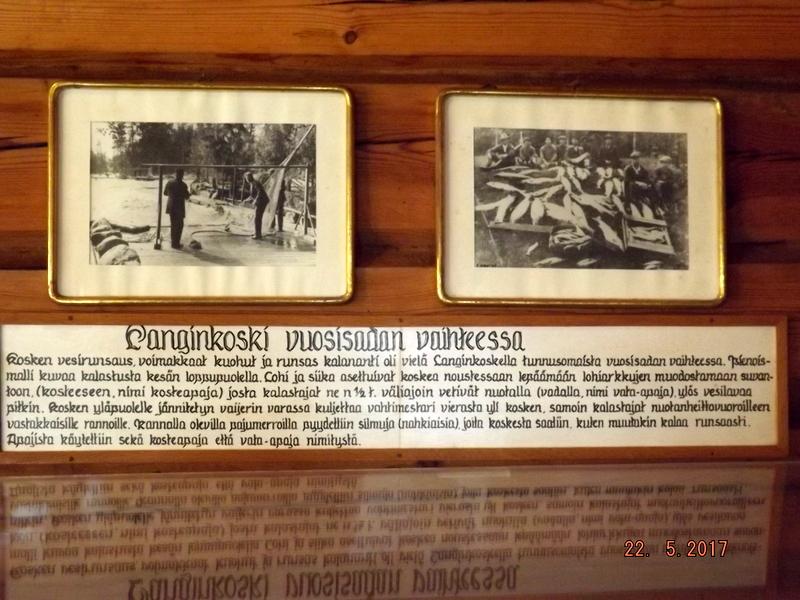 Langinkoski vuosisadan vaihteessa
Kosken vesirunsaus, voimakkaat kuohut ja runsas kalananti oli vielä Langinkoskella tunnusomaista vuosisadan vaihteessa. Pienois-
malli kuvaa kalastusta kesän loppupuolella. Lohi ja siika asettuivat koskea noustessaan lepäämään lohiarkkujen muodostamaan suvan-
toon, (kosteeseen, nimi kosteapaja) josta kalastajat ne n ½ t. väliajoin vetivät nuotalla (vadalla, nimi vata-apaja), ylös vesilavaa
pitkin. Kosken yläpuolelle jännitetyn vaijerin varassa kuljettaa vahtimestari vierasta yli kosken, samoin kalastajat nuotanheittovuoroilleen
vastakkaisille rannoille. Rannalla olevilla pajumerroilla pyydettiin silmuja (nahkiaisia), joita koskesta saatiin, kuten muutakin kalaa runsaasti.
Apajista käytettiin sekä kosteapaja että vata-apaja nimitystä.
22. 5.2017